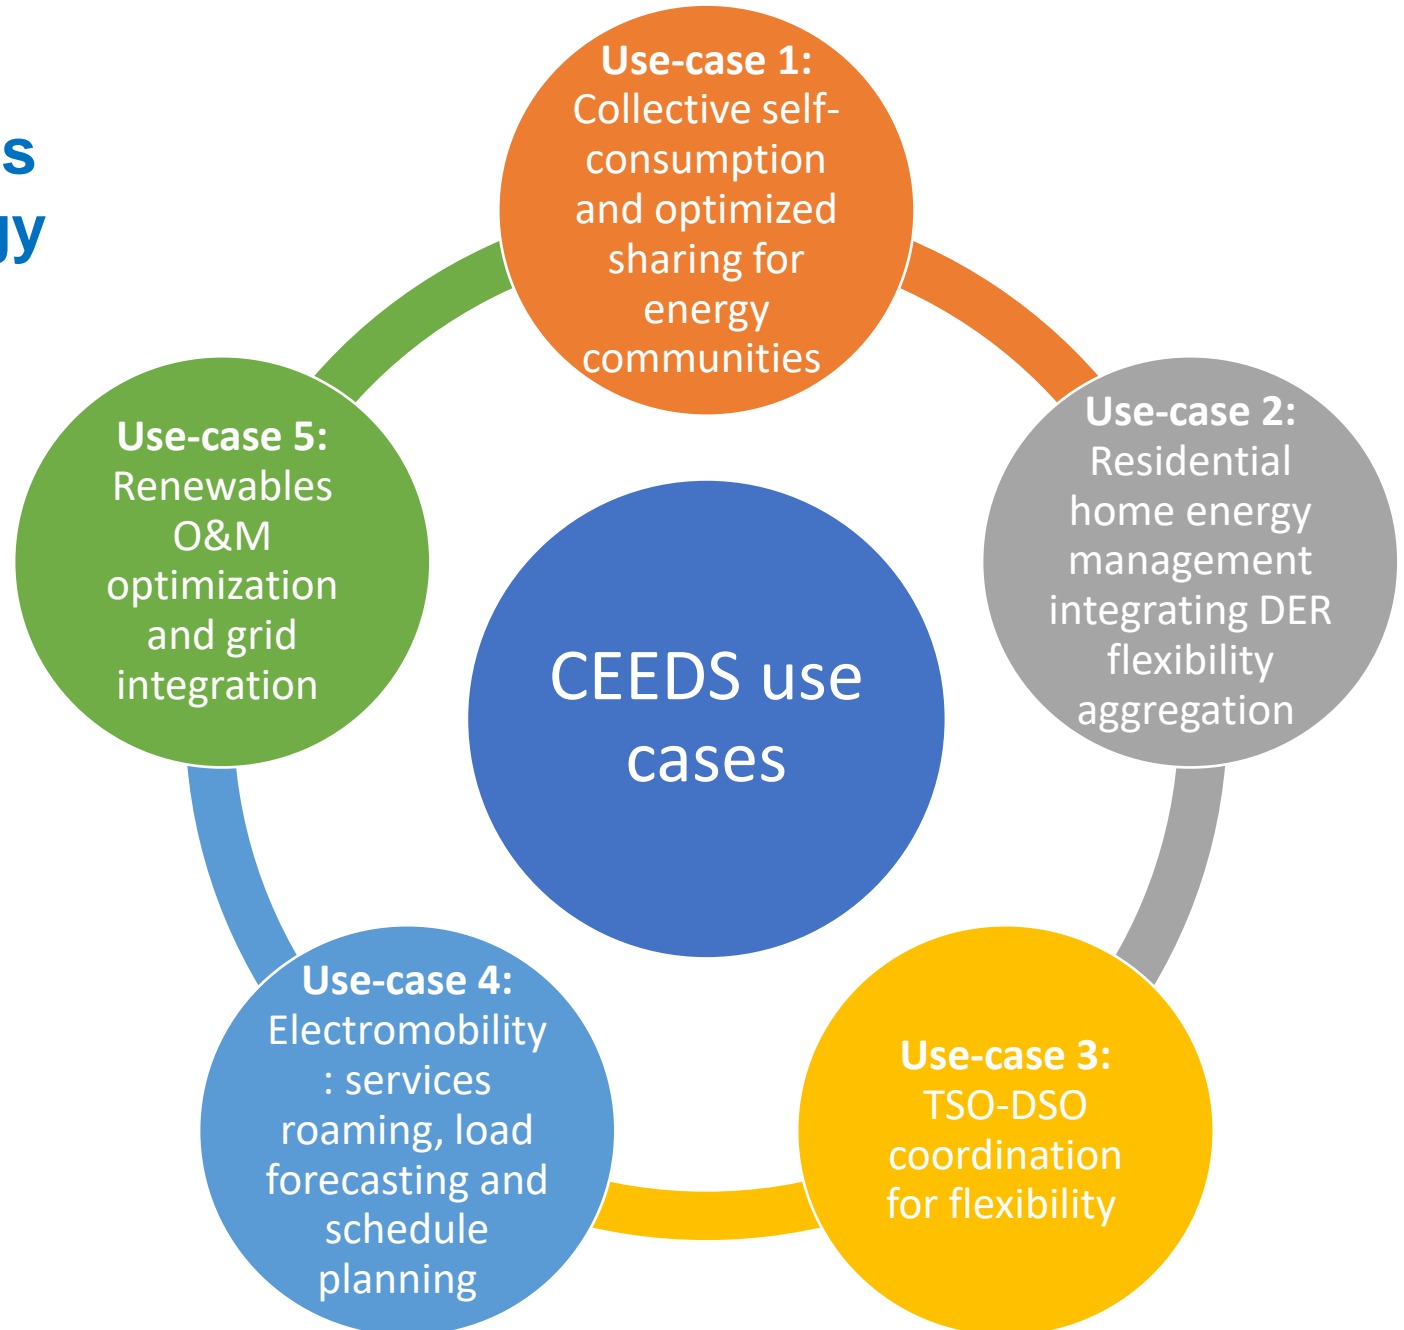 s
gy
Use-case 1:
Collective self-
consumption
and optimized
sharing for
energy
communities
Use-case 2:
Residential
home energy
management
integrating DER
flexibility
aggregation
Use-case 3:
TSO-DSO
coordination
for flexibility
Use-case 4:
Electromobility
: services
roaming, load
forecasting and
schedule
planning
Use-case 5:
Renewables
O&M
optimization
and grid
integration
CEEDS use
cases